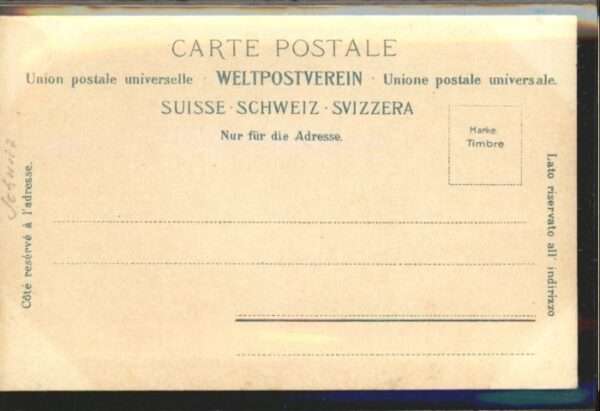 CARTE POSTALE
Union postale universelle · WELTPOSTVEREIN · Unione postale universale.
SUISSE · SCHWEIZ · SVIZZERA
Nur für die Adresse.
Marke
Timbre
Côté resérvé à l'adresse.
Lato riservato all' indirizzo